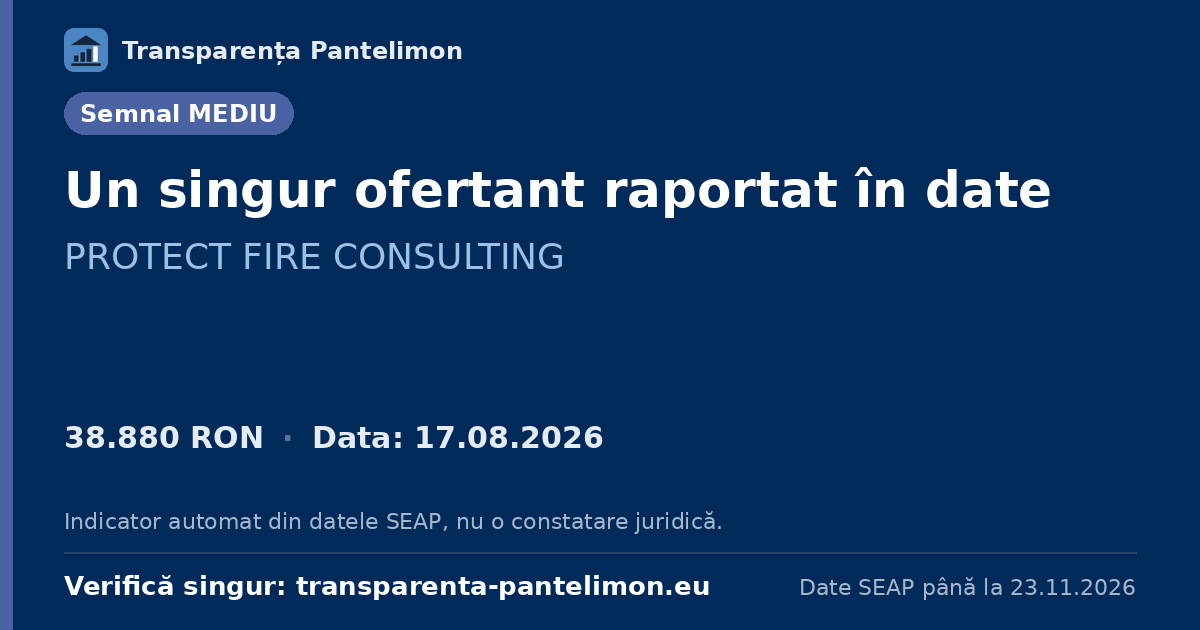 Transparența Pantelimon
Semnal MEDIU
Un singur ofertant raportat în date
PROTECT FIRE CONSULTING
38.880 RON · Data: 17.08.2026
Indicator automat din datele SEAP, nu o constatare juridică.
Verifică singur: transparenta-pantelimon.eu
Date SEAP până la 23.11.2026